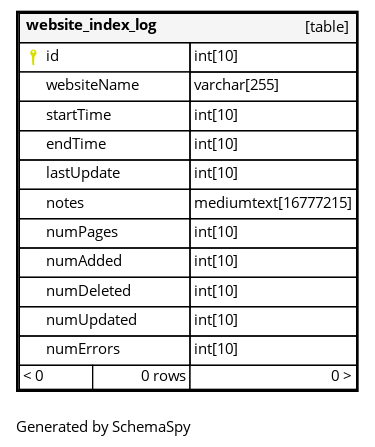 website_index_log [table]
id int[10]
websiteName varchar[255]
startTime int[10]
endTime int[10]
lastUpdate int[10]
notes mediumtext[16777215]
numPages int[10]
numAdded int[10]
numDeleted int[10]
numUpdated int[10]
numErrors int[10]
< 0 0 rows 0 >
Generated by SchemaSpy